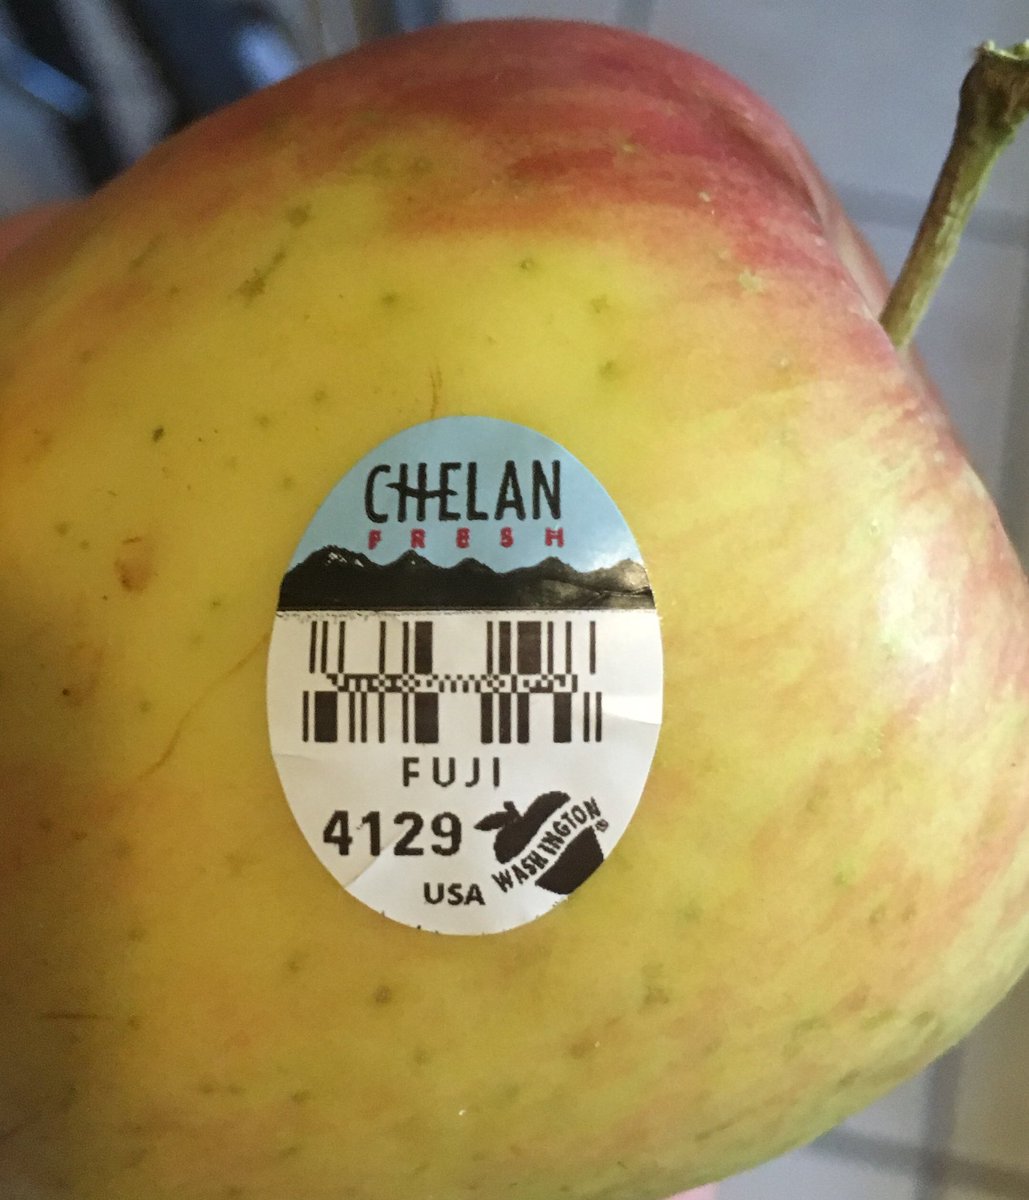 CHELAN
FRESH
FUJI
4129
WASHINGTON®
USA